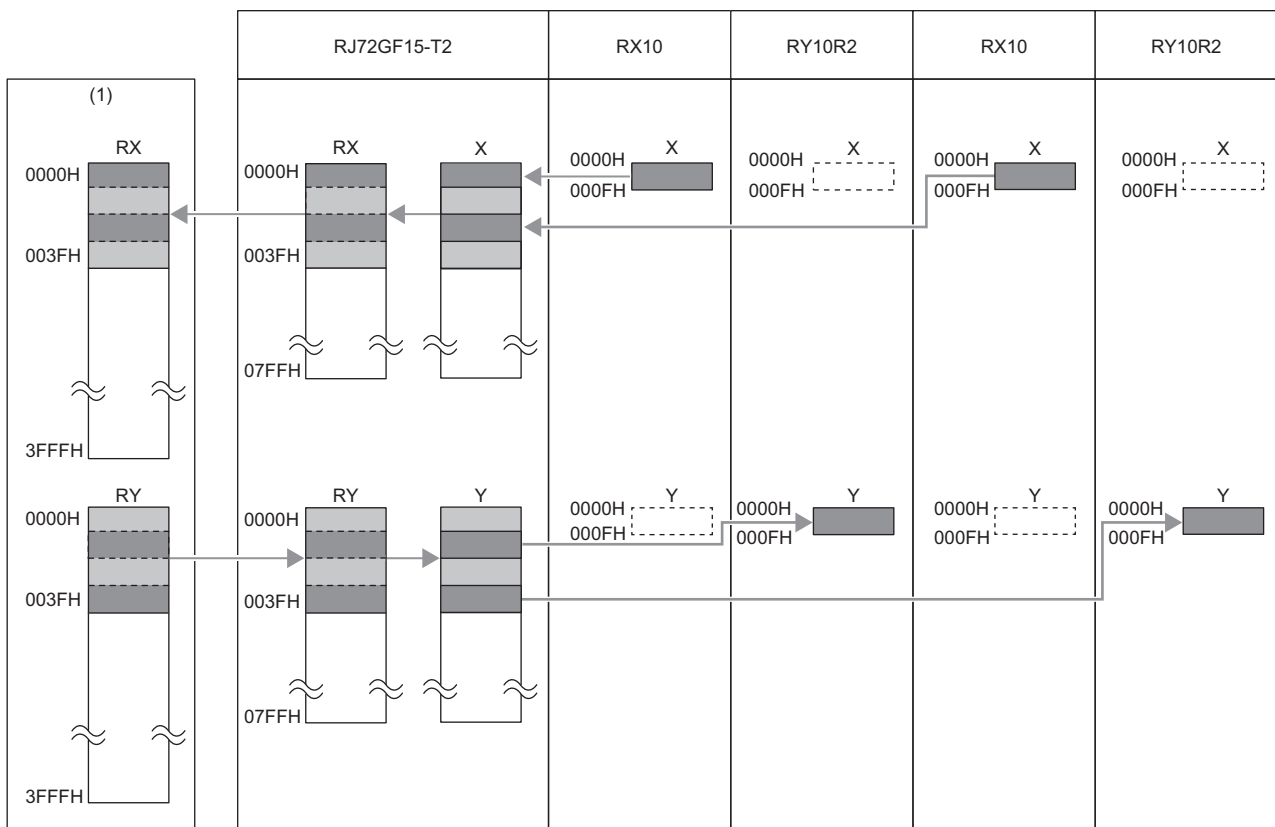 RJ72GF15-T2 RX10 RY10R2 RX10 RY10R2
(1)
RX RX X X X X X
0000H 0000H 0000H 0000H 0000H 0000H
000FH 000FH 000FH 000FH
003FH 003FH
07FFH
3FFFH
RY RY Y Y Y Y Y
0000H 0000H 0000H 0000H 0000H 0000H
000FH 000FH 000FH 000FH
003FH 003FH
07FFH
3FFFH